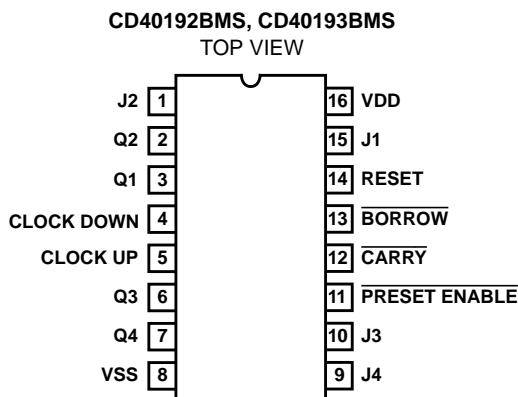 CD40192BMS, CD40193BMS
TOP VIEW
J2 1 16 VDD
Q2 2 15 J1
Q1 3 14 RESET
CLOCK DOWN 4 13 BORROW
CLOCK UP 5 12 CARRY
Q3 6 11 PRESET ENABLE
Q4 7 10 J3
VSS 8 9 J4